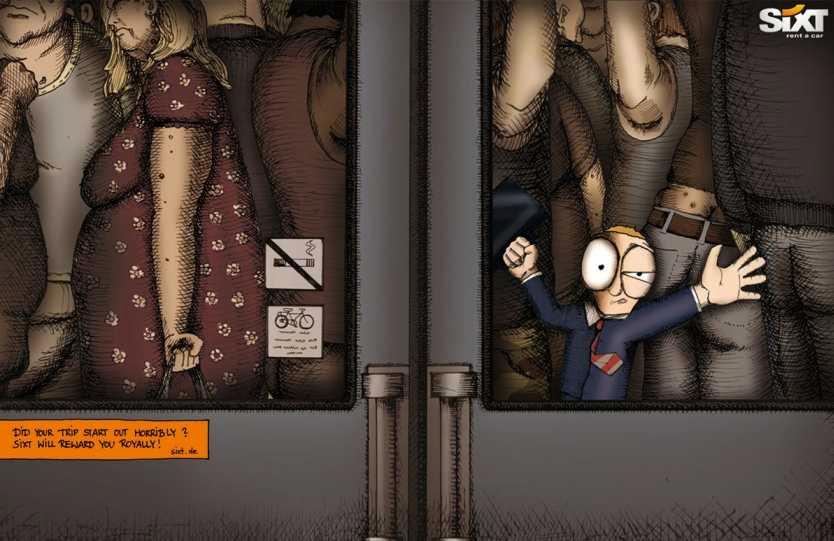 SiXT
rent a car
DID YOUR TRIP START OUT HORRIBLY ?
SIXT WILL REWARD YOU ROYALLY!
sixt.de